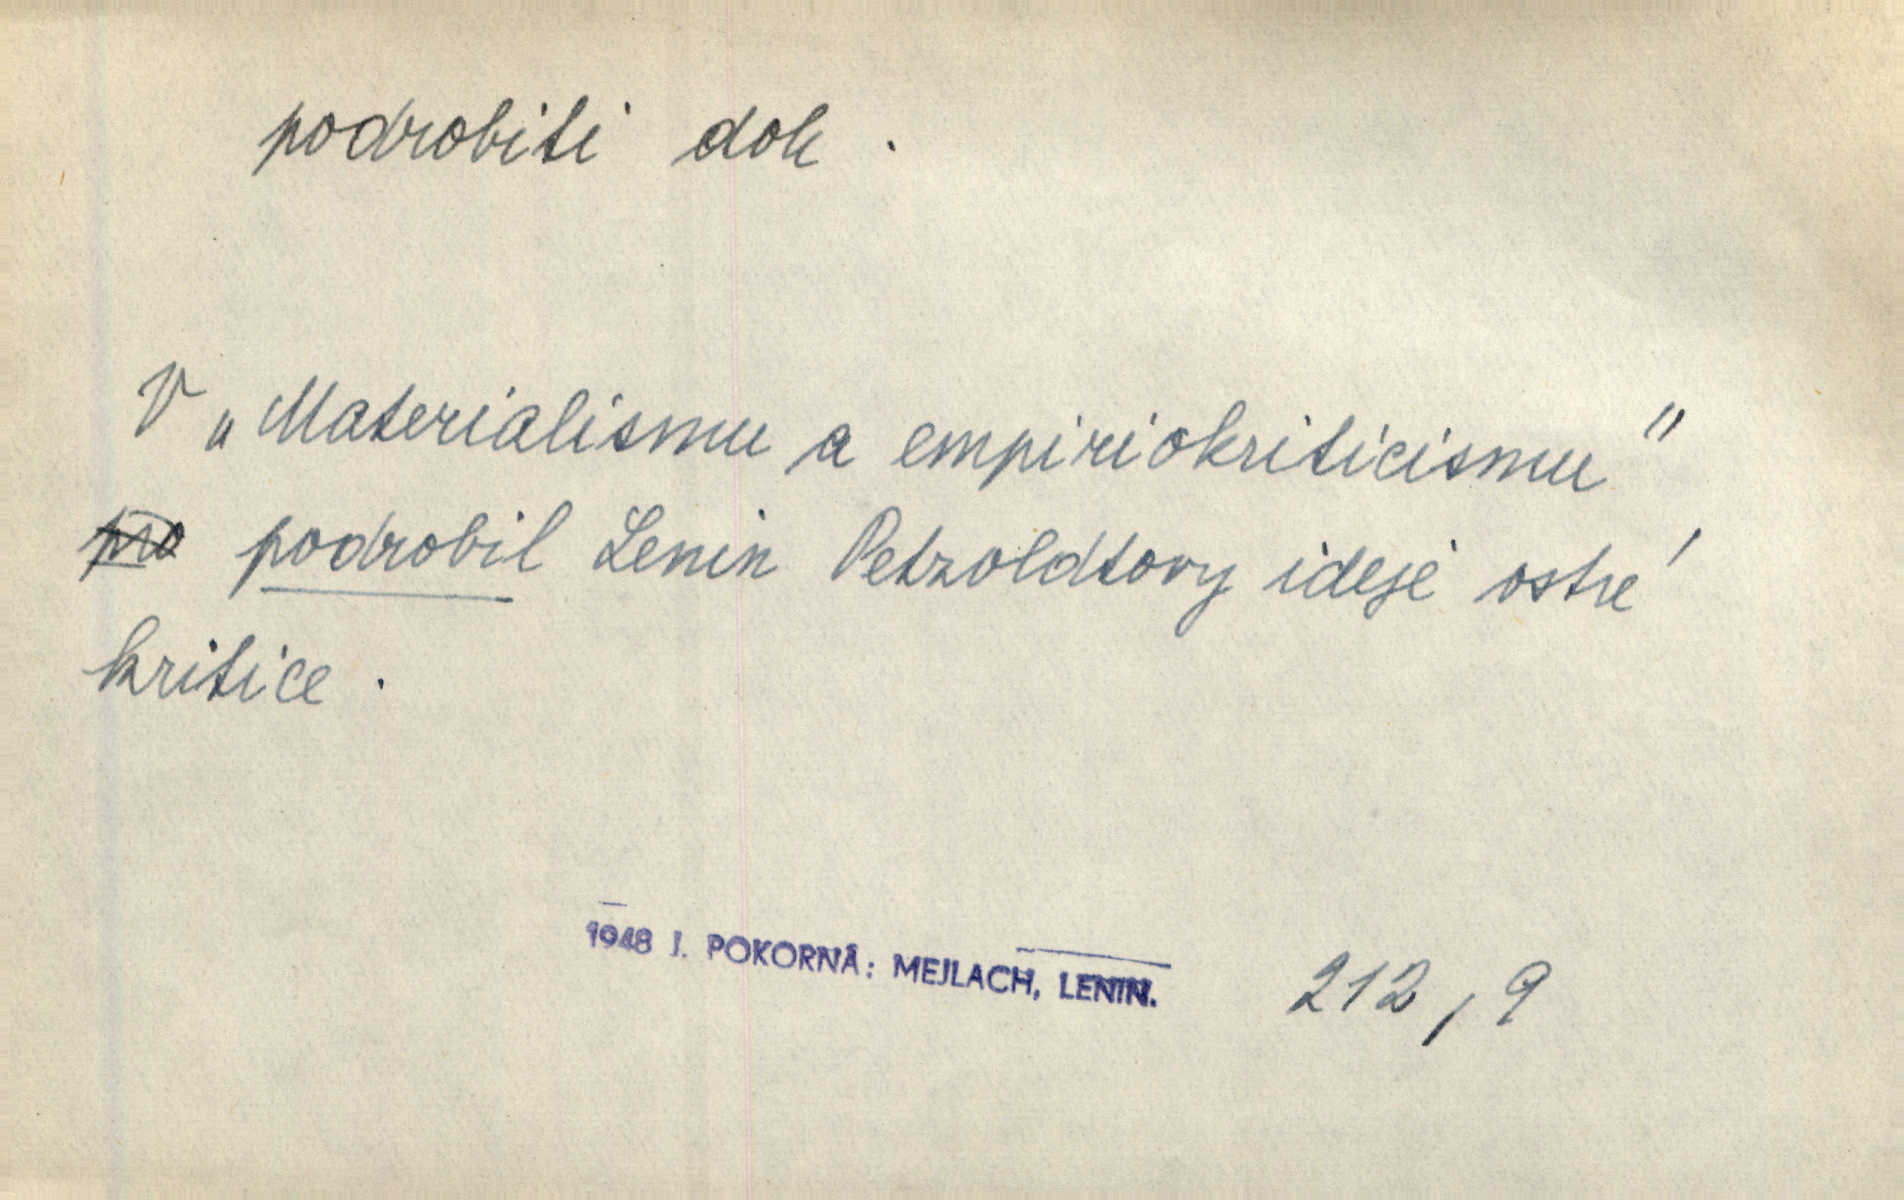 podrobiti dok.
V „Materialismu a empiriokriticismu"
podrobil Lenin Petzoldtovy ideje ostré
kritice.
1948 J. POKORNÁ: MEJLACH, LENIN. 212, 9